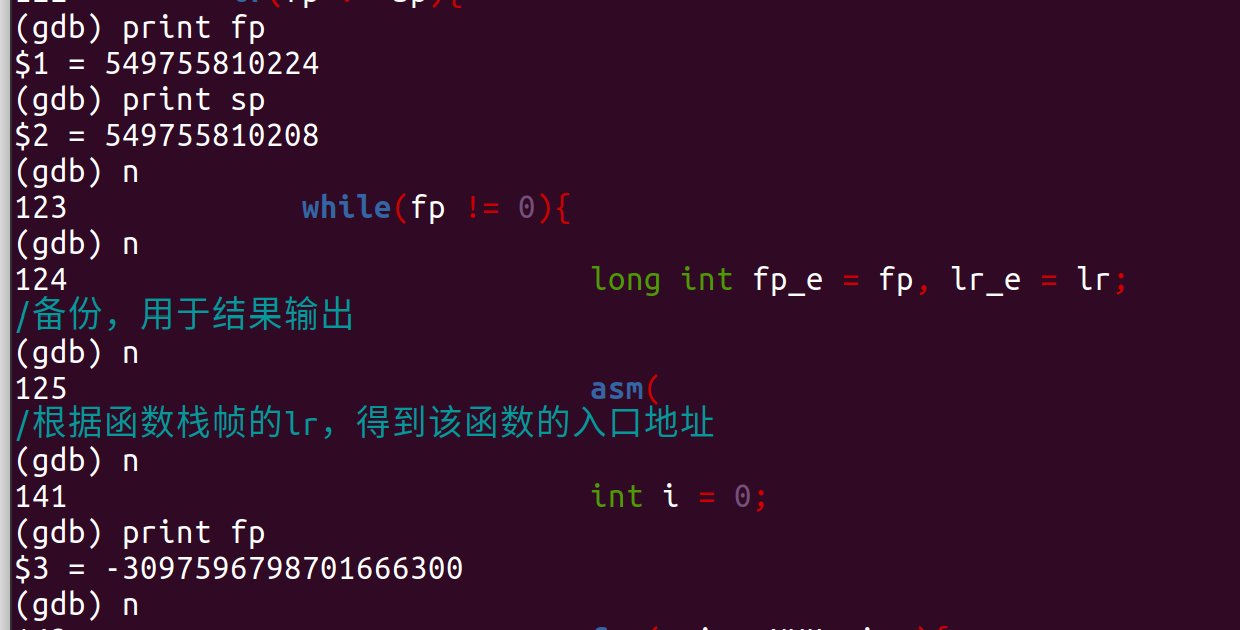 (gdb) print fp
$1 = 549755810224
(gdb) print sp
$2 = 549755810208
(gdb) n
123 while(fp != 0){
(gdb) n
124 long int fp_e = fp, lr_e = lr;
/备份，用于结果输出
(gdb) n
125 asm(
/根据函数栈帧的lr，得到该函数的入口地址
(gdb) n
141 int i = 0;
(gdb) print fp
$3 = -3097596798701666300
(gdb) n